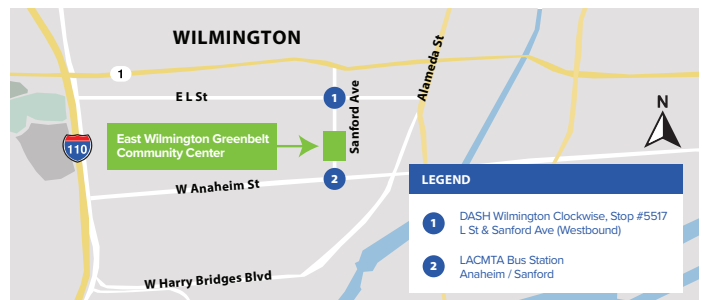 WILMINGTON
1
E L St
1
Sanford Ave
Alameda St
N
110
East Wilmington Greenbelt
Community Center
W Anaheim St
2
W Harry Bridges Blvd
LEGEND
1
DASH Wilmington Clockwise, Stop #5517
L St & Sanford Ave (Westbound)
2
LACMTA Bus Station
Anaheim / Sanford